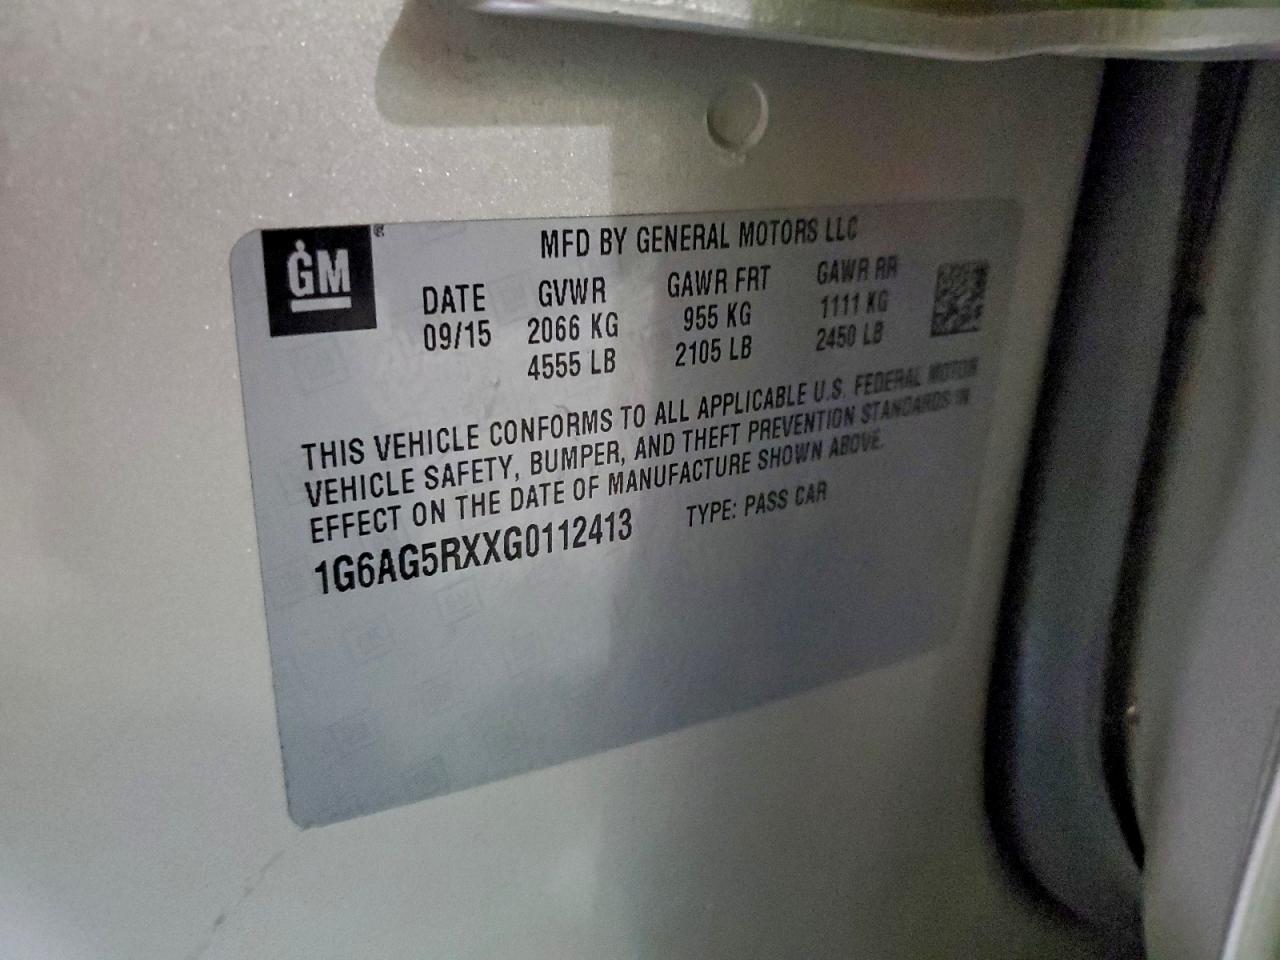 GM®
MFD BY GENERAL MOTORS LLC
DATE GVWR GAWR FRT GAWR RR
09/15 2066 KG 955 KG 1111 KG
4555 LB 2105 LB 2450 LB
THIS VEHICLE CONFORMS TO ALL APPLICABLE U.S. FEDERAL MOTOR
VEHICLE SAFETY, BUMPER, AND THEFT PREVENTION STANDARDS IN
EFFECT ON THE DATE OF MANUFACTURE SHOWN ABOVE.
1G6AG5RXXG0112413 TYPE: PASS CAR